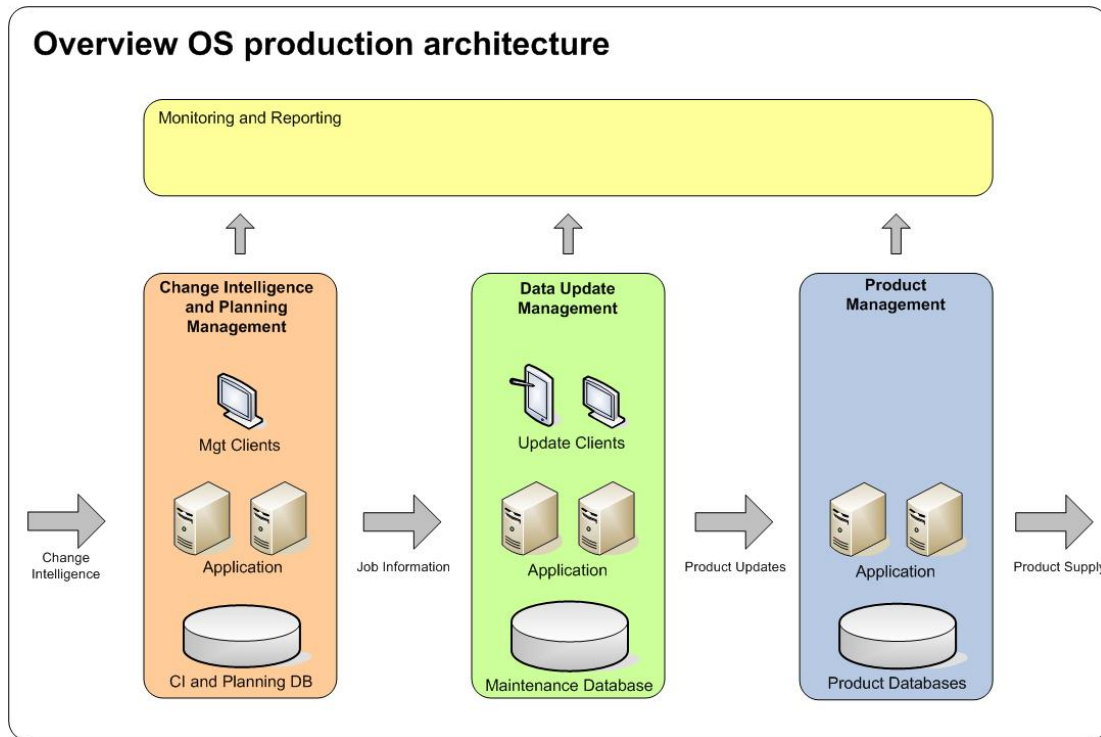 Overview OS production architecture
Monitoring and Reporting
Change Intelligence
and Planning
Management
Mgt Clients
Application
CI and Planning DB
Data Update
Management
Update Clients
Application
Maintenance Database
Product
Management
Application
Product Databases
Change
Intelligence
Job Information
Product Updates
Product Supply